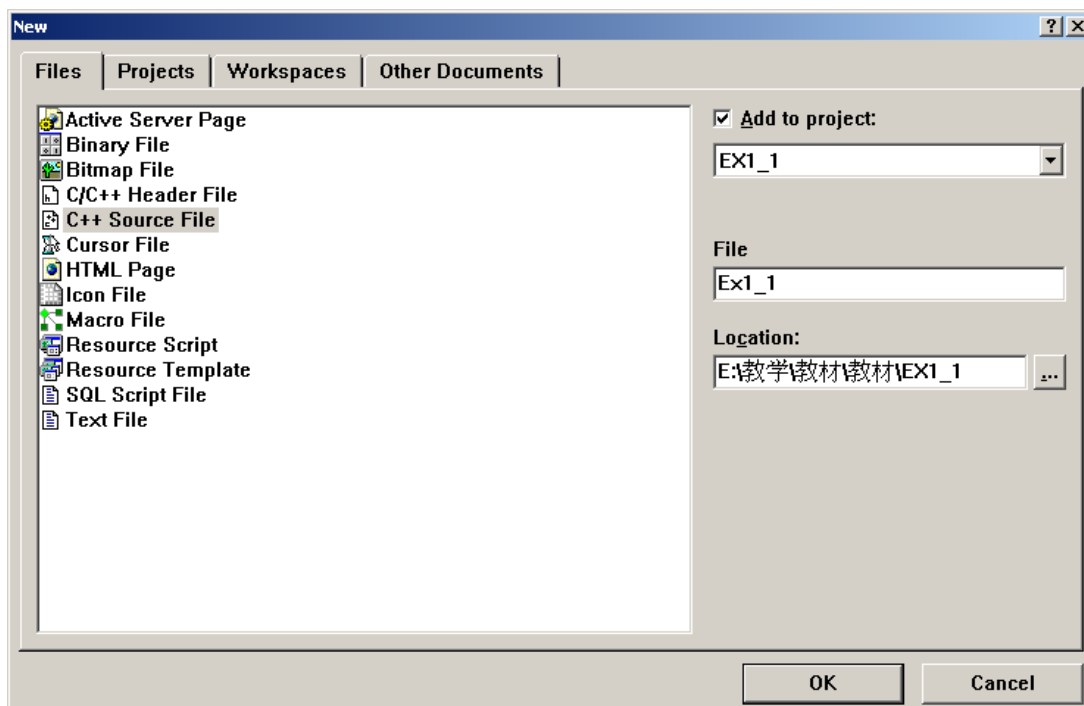 New
Files Projects Workspaces Other Documents
Active Server Page
Binary File
Bitmap File
C/C++ Header File
C++ Source File
Cursor File
HTML Page
Icon File
Macro File
Resource Script
Resource Template
SQL Script File
Text File
Add to project:
EX1_1
File
Ex1_1
Location:
E:\教学\教材\教材\EX1_1
...
OK Cancel